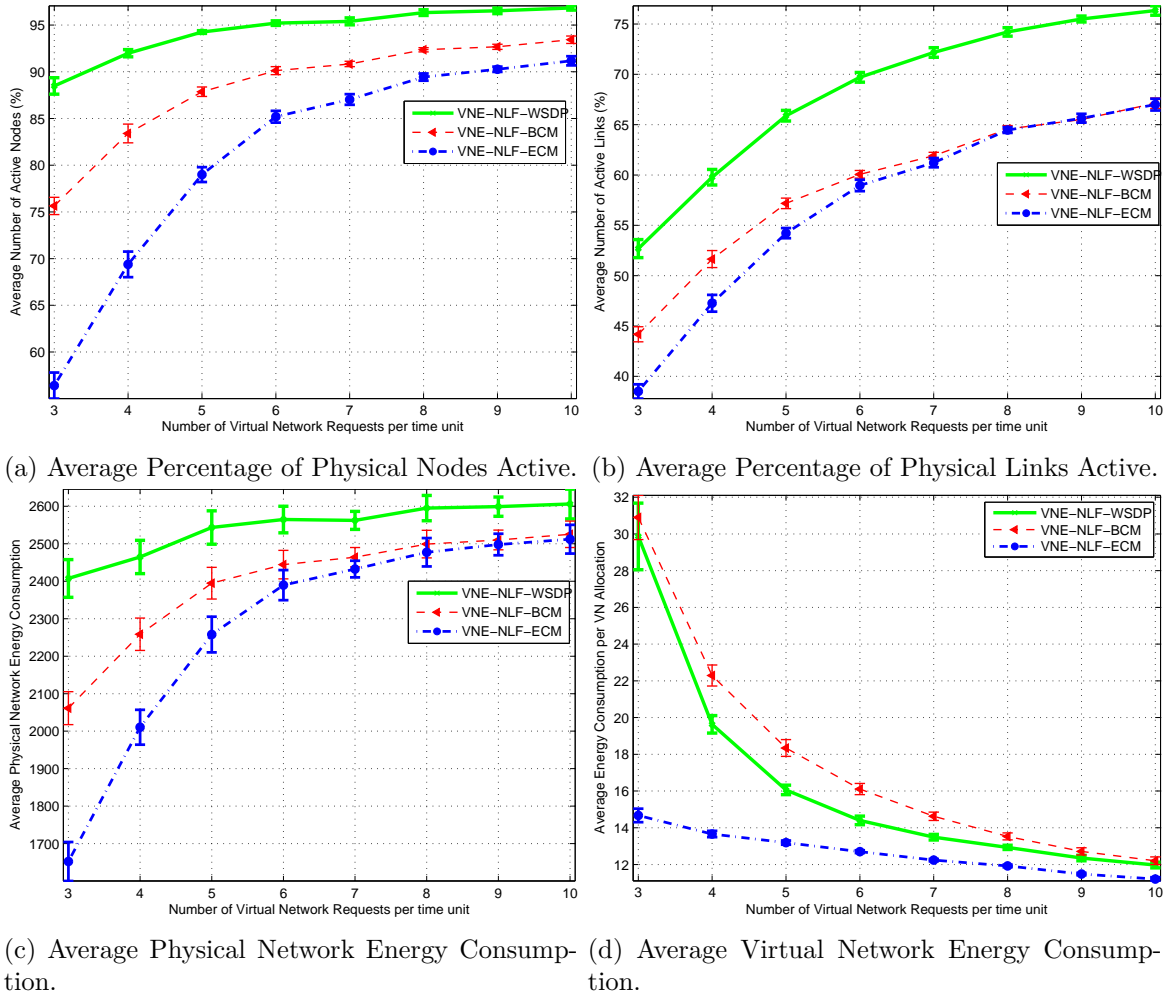 95
90
85
80
75
70
65
60
Average Number of Active Nodes (%)
VNE−NLF−WSDP
VNE−NLF−BCM
VNE−NLF−ECM
3 4 5 6 7 8 9 10
Number of Virtual Network Requests per time unit
(a) Average Percentage of Physical Nodes Active.
75
70
65
60
55
50
45
40
Average Number of Active Links (%)
VNE−NLF−WSDP
VNE−NLF−BCM
VNE−NLF−ECM
3 4 5 6 7 8 9 10
Number of Virtual Network Requests per time unit
(b) Average Percentage of Physical Links Active.
2600
2500
2400
2300
2200
2100
2000
1900
1800
1700
Average Physical Network Energy Consumption
VNE−NLF−WSDP
VNE−NLF−BCM
VNE−NLF−ECM
3 4 5 6 7 8 9 10
Number of Virtual Network Requests per time unit
(c) Average Physical Network Energy Consump-
tion.
32
30
28
26
24
22
20
18
16
14
12
Average Energy Consumption per VN Allocation
VNE−NLF−WSDP
VNE−NLF−BCM
VNE−NLF−ECM
3 4 5 6 7 8 9 10
Number of Virtual Network Requests per time unit
(d) Average Virtual Network Energy Consump-
tion.